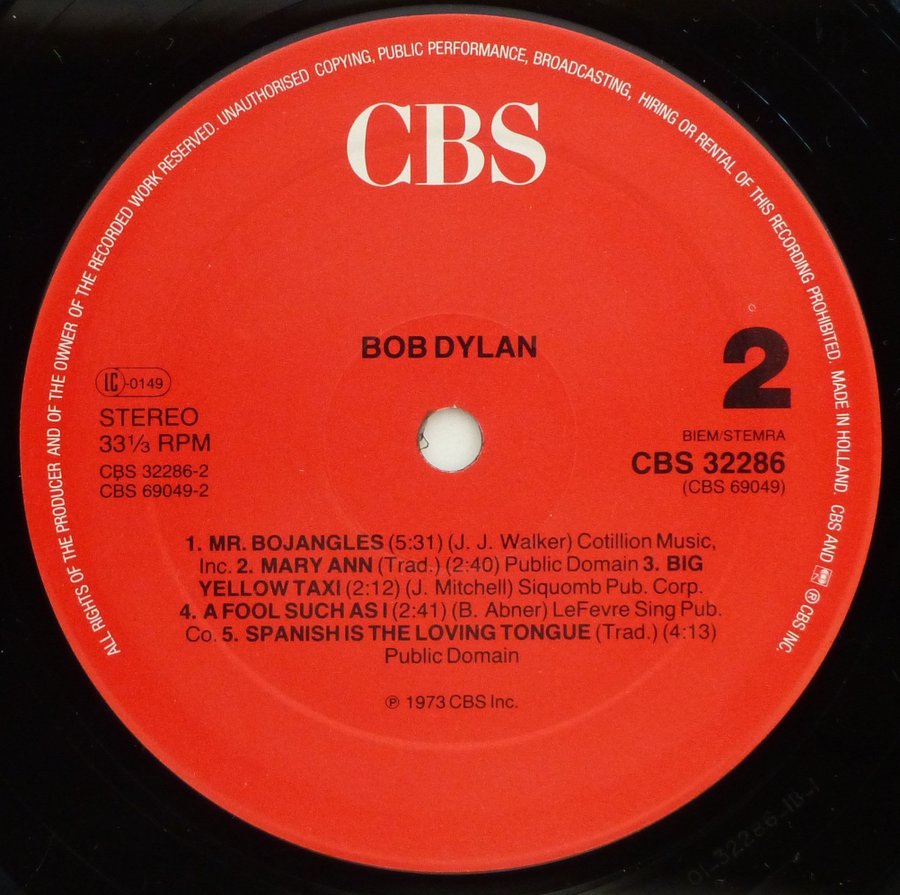 ALL RIGHTS OF THE PRODUCER AND OF THE OWNER OF THE RECORDED WORK RESERVED. UNAUTHORISED COPYING, PUBLIC PERFORMANCE, BROADCASTING, HIRING OR RENTAL OF THIS RECORDING PROHIBITED. MADE IN HOLLAND. CBS AND ℗ CBS INC.
CBS
BOB DYLAN
2
LC-0149
STEREO
33⅓ RPM
CBS 32286-2
CBS 69049-2
BIEM/STEMRA
CBS 32286
(CBS 69049)
1. MR. BOJANGLES (5:31) (J. J. Walker) Cotillion Music,
Inc. 2. MARY ANN (Trad.) (2:40) Public Domain 3. BIG
YELLOW TAXI (2:12) (J. Mitchell) Siquomb Pub. Corp.
4. A FOOL SUCH AS I (2:41) (B. Abner) LeFevre Sing Pub.
Co. 5. SPANISH IS THE LOVING TONGUE (Trad.) (4:13)
Public Domain
℗ 1973 CBS Inc.